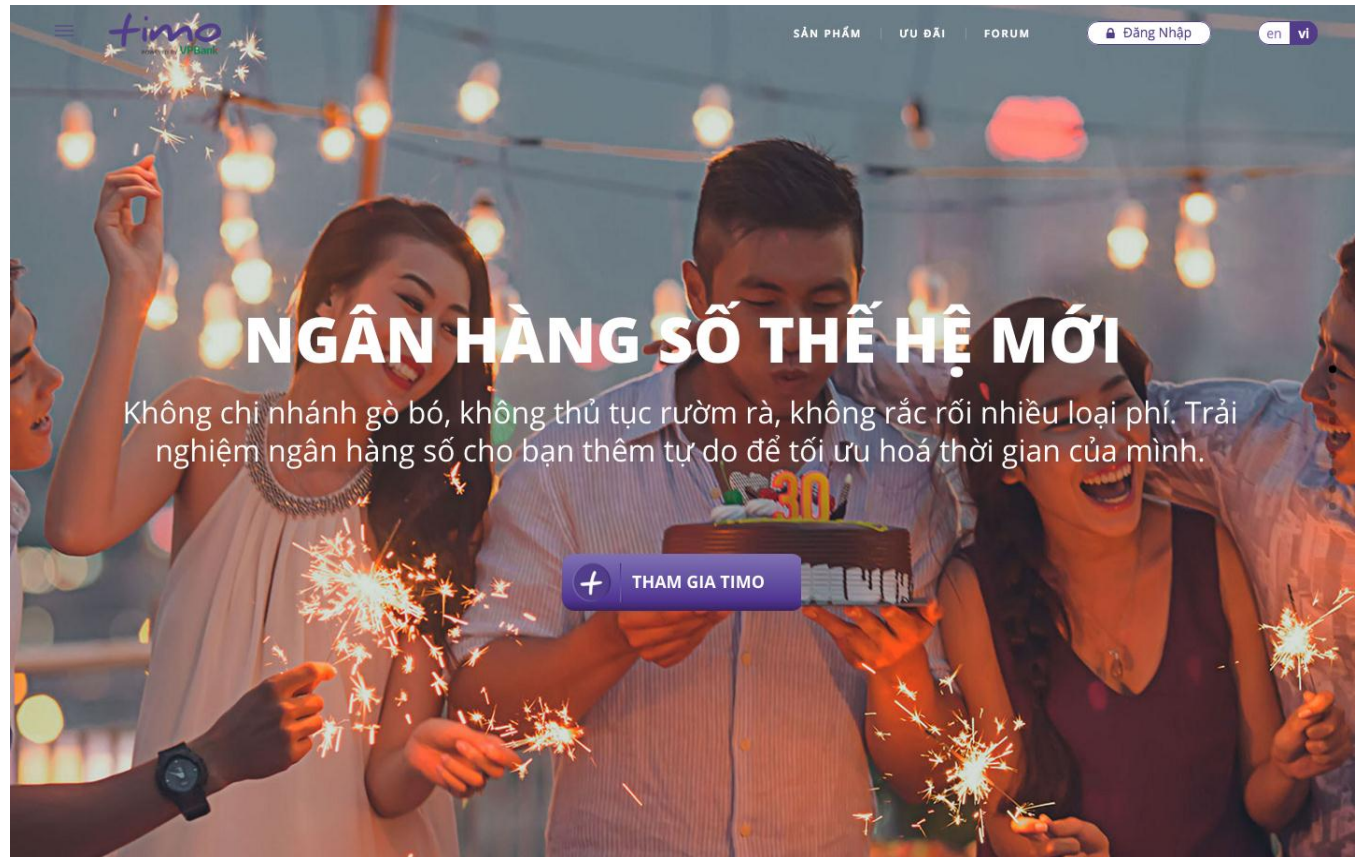 timo
VPBank
SẢN PHẨM
ƯU ĐÃI
FORUM
Đăng Nhập
en vi
NGÂN HÀNG SỐ THẾ HỆ MỚI
Không chi nhánh gò bó, không thủ tục rườm rà, không rắc rối nhiều loại phí. Trải
nghiệm ngân hàng số cho bạn thêm tự do để tối ưu hoá thời gian của mình.
30
THAM GIA TIMO